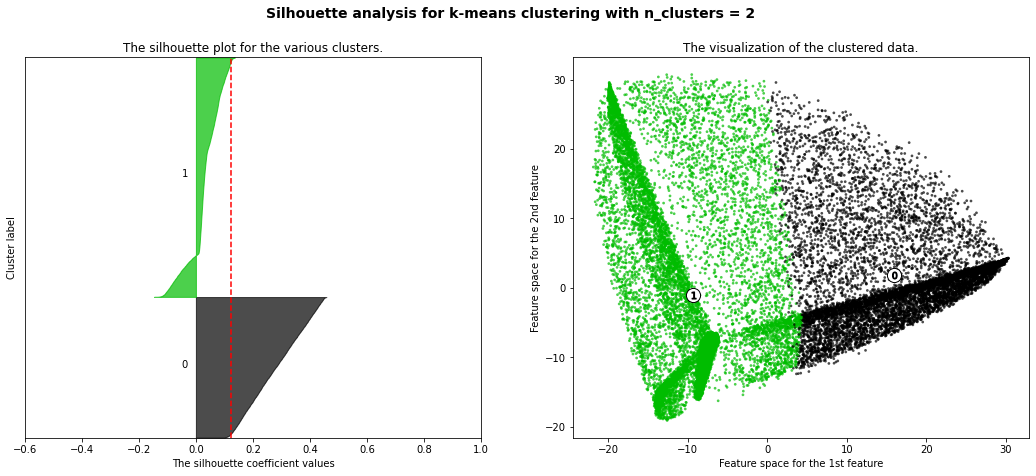 Silhouette analysis for k-means clustering with n_clusters = 2
The silhouette plot for the various clusters.
Cluster label
1
0
−0.6 −0.4 −0.2 0.0 0.2 0.4 0.6 0.8 1.0
The silhouette coefficient values
The visualization of the clustered data.
Feature space for the 2nd feature
30
20
10
0
−10
−20
0
1
−20 −10 0 10 20 30
Feature space for the 1st feature